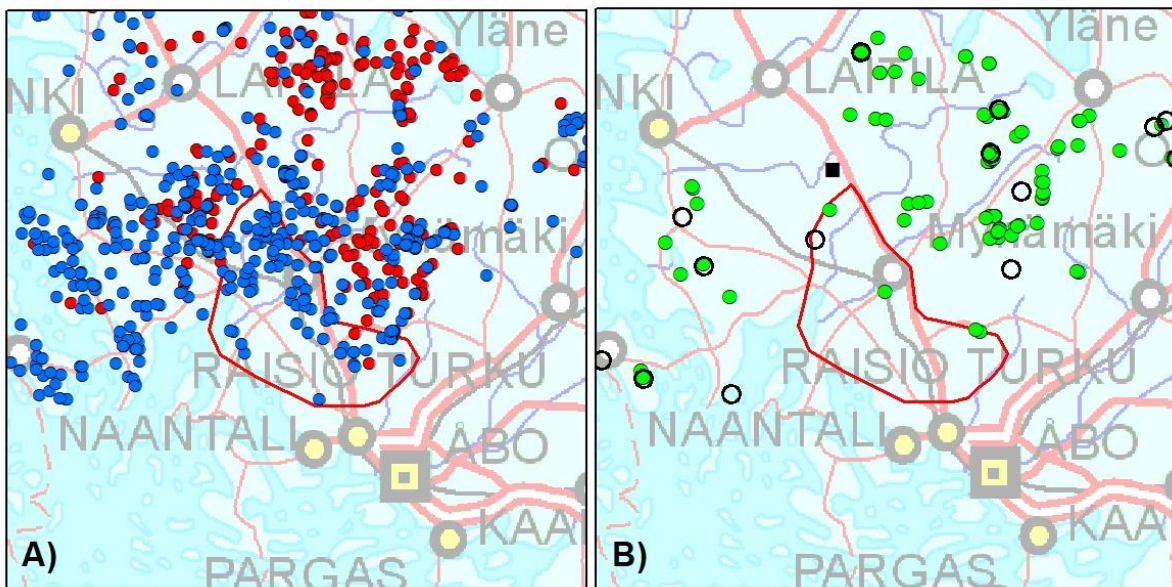 Yläne
NKI
LAITILA
O
Mynämäki
RAISIO TURKU
NAANTALI
ÅBO
KAA
PARGAS
A)
Yläne
NKI
LAITILA
O
Mynämäki
RAISIO TURKU
NAANTALI
ÅBO
KAA
PARGAS
B)